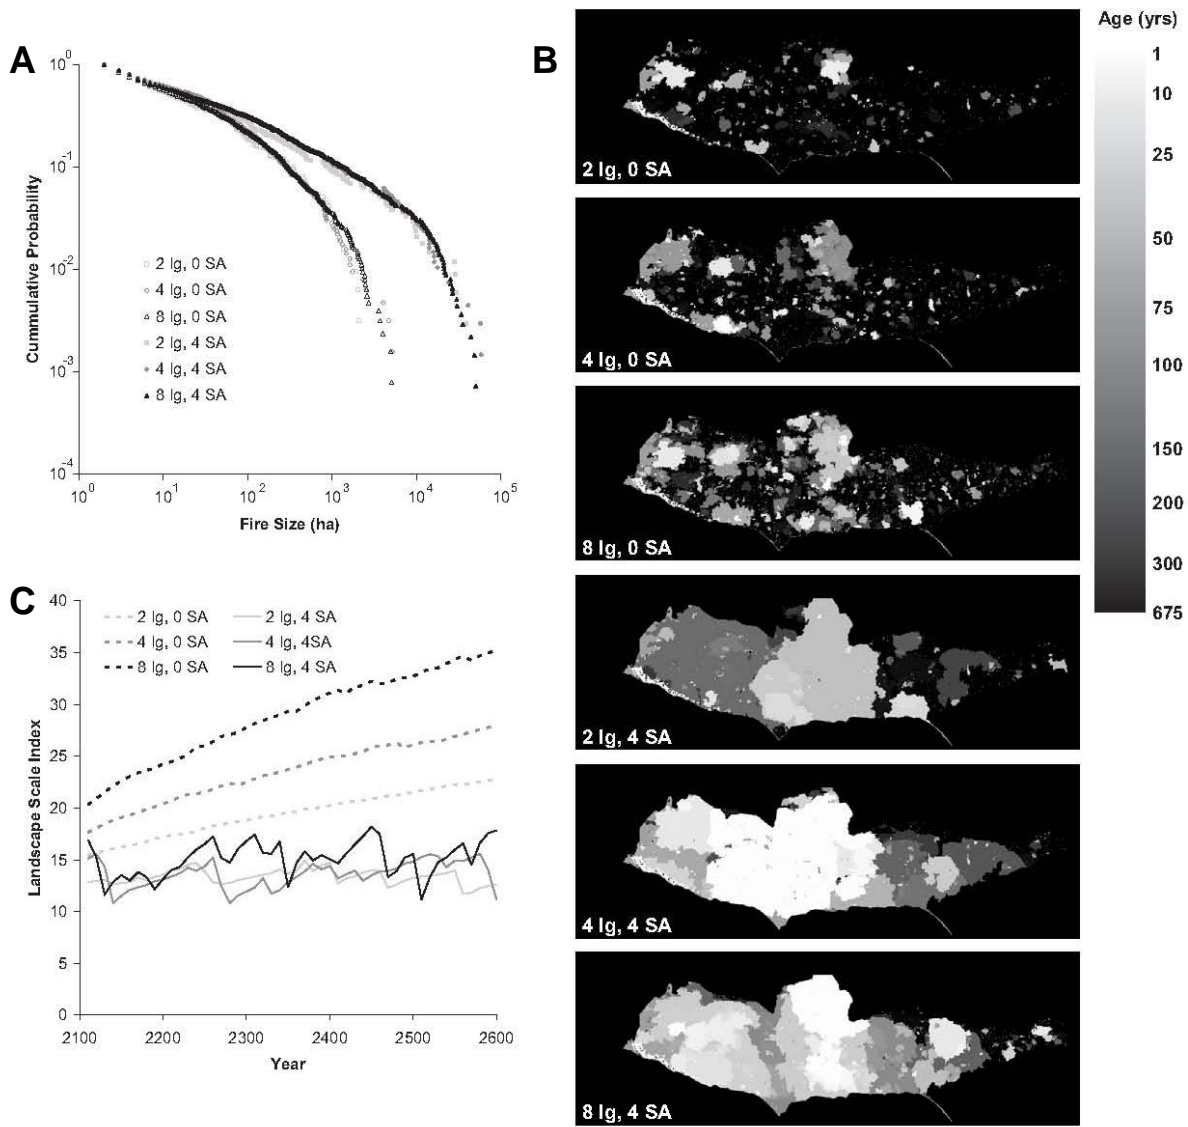 A
Cummulative Probability
10^0
10^-1
10^-2
10^-3
10^-4
2 Ig, 0 SA
4 Ig, 0 SA
8 Ig, 0 SA
2 Ig, 4 SA
4 Ig, 4 SA
8 Ig, 4 SA
10^0 10^1 10^2 10^3 10^4 10^5
Fire Size (ha)
B
2 Ig, 0 SA
4 Ig, 0 SA
8 Ig, 0 SA
2 Ig, 4 SA
4 Ig, 4 SA
8 Ig, 4 SA
Age (yrs)
1
10
25
50
75
100
150
200
300
675
C
Landscape Scale Index
40
35
30
25
20
15
10
5
0
2 Ig, 0 SA 2 Ig, 4 SA
4 Ig, 0 SA 4 Ig, 4SA
8 Ig, 0 SA 8 Ig, 4 SA
2100 2200 2300 2400 2500 2600
Year